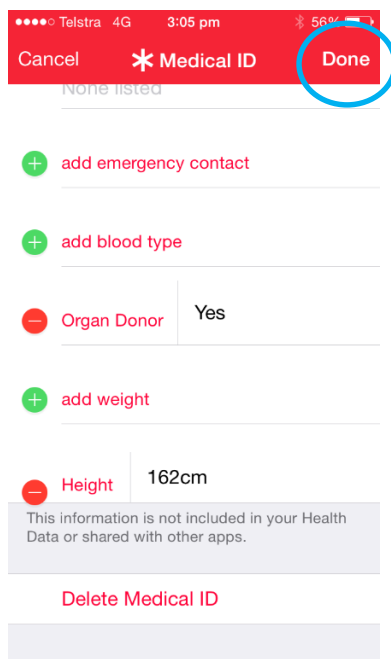 Telstra 4G 3:05 pm 56%
Cancel Medical ID Done
None listed
add emergency contact
add blood type
Organ Donor Yes
add weight
Height 162cm
This information is not included in your Health
Data or shared with other apps.
Delete Medical ID